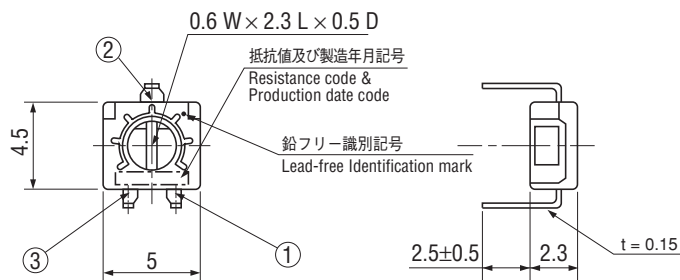 0.6 W × 2.3 L × 0.5 D
②
抵抗値及び製造年月記号
Resistance code &
Production date code
鉛フリー識別記号
Lead-free Identification mark
4.5
③
5
①
2.5±0.5
2.3
t = 0.15